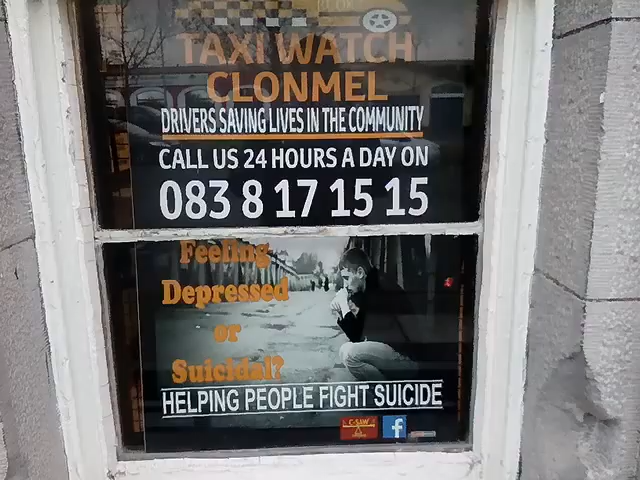 TAXI WATCH
CLONMEL
DRIVERS SAVING LIVES IN THE COMMUNITY
CALL US 24 HOURS A DAY ON
083 8 17 15 15
Feeling
Depressed
or
Suicidal?
HELPING PEOPLE FIGHT SUICIDE
C-SAW
f